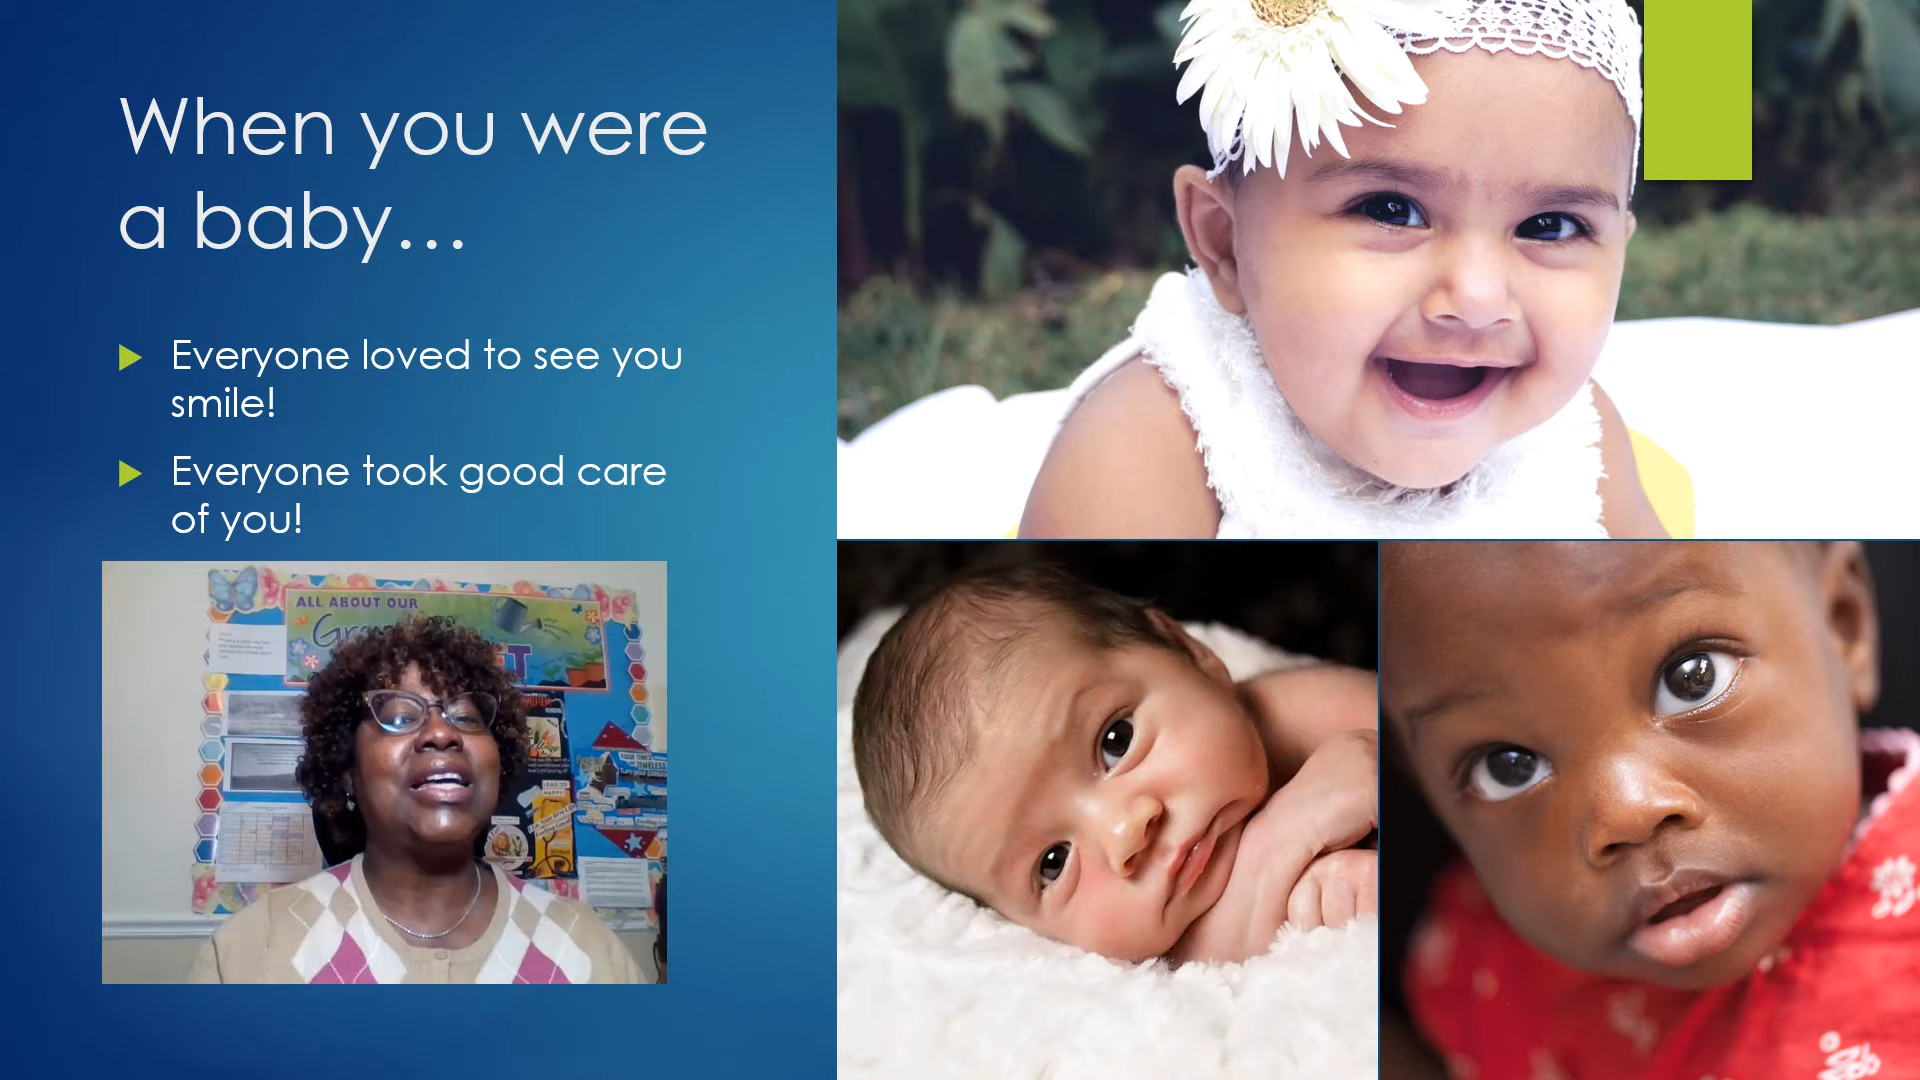 When you were
a baby…
Everyone loved to see you
smile!
Everyone took good care
of you!
ALL ABOUT OUR